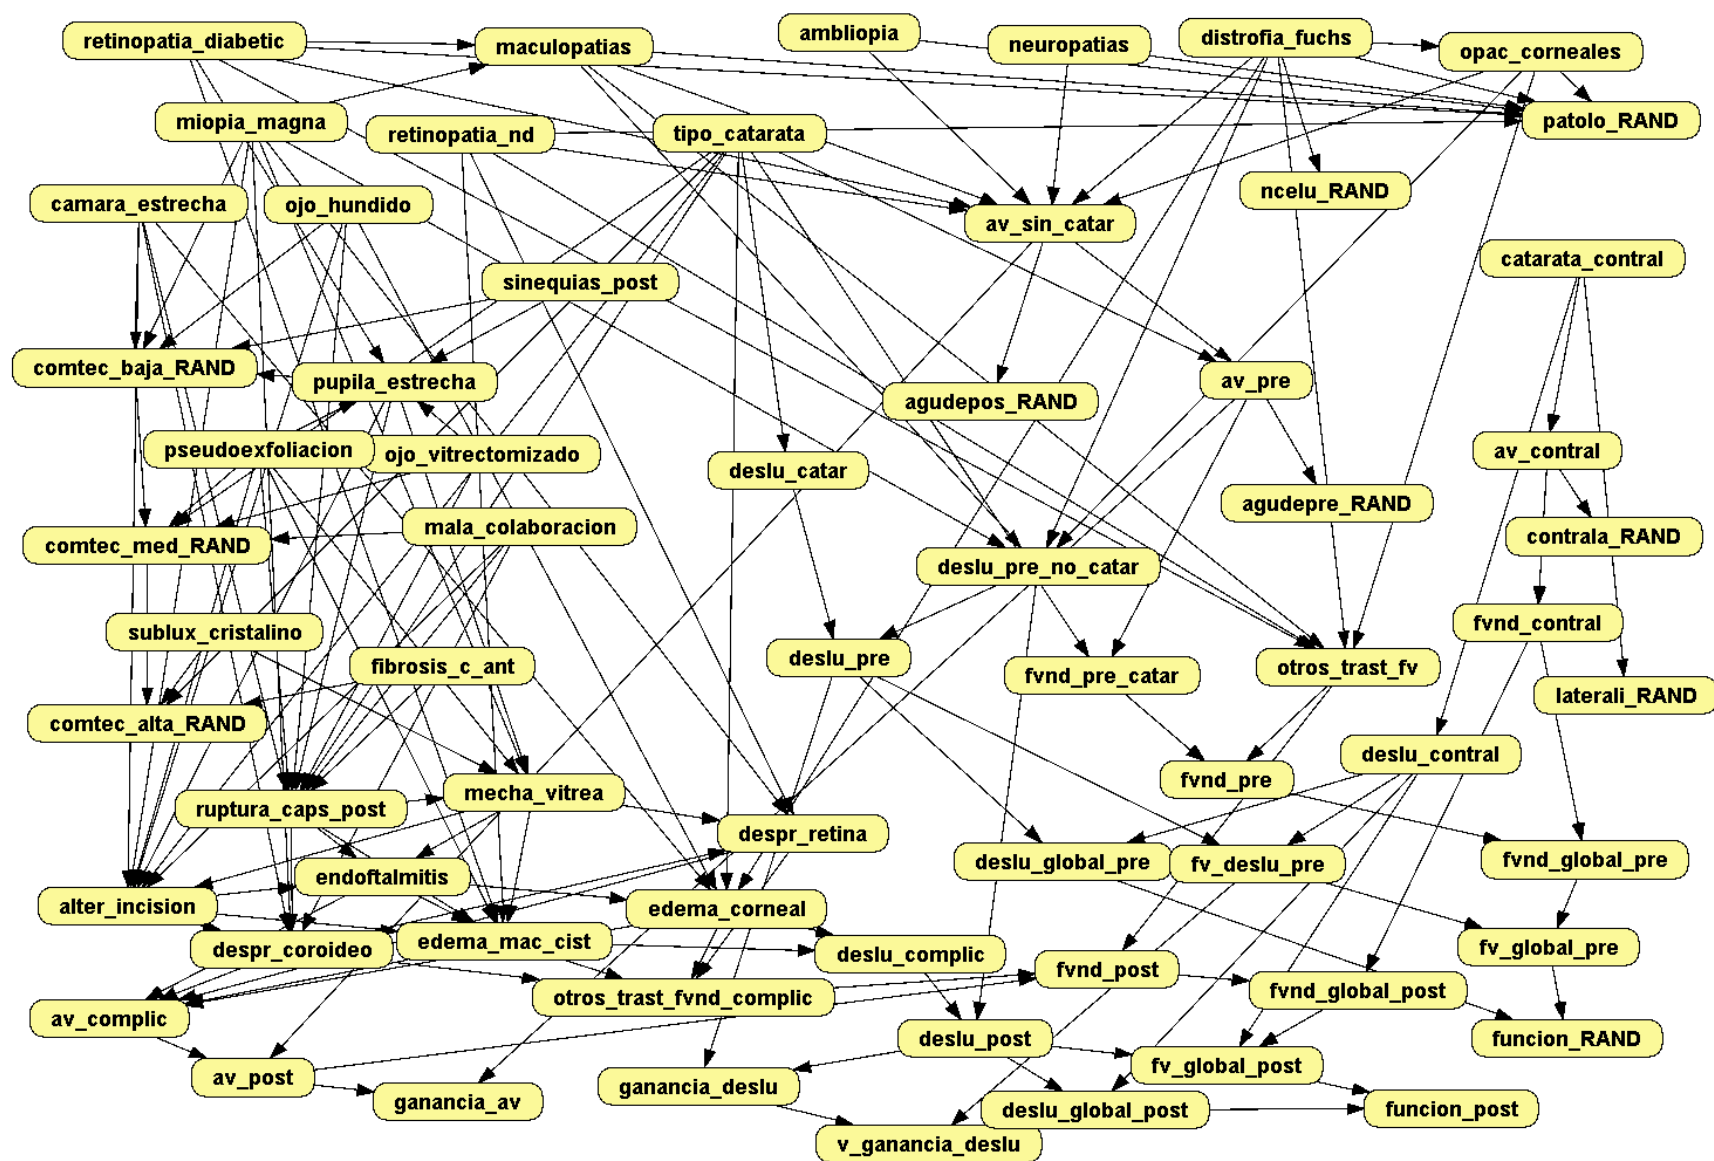 retinopatia_diabetic
maculopatias
ambliopia
neuropatias
distrofia_fuchs
opac_corneales
miopia_magna
retinopatia_nd
tipo_catarata
patolo_RAND
camara_estrecha
ojo_hundido
ncelu_RAND
av_sin_catar
catarata_contral
sinequias_post
comtec_baja_RAND
pupila_estrecha
av_pre
agudepos_RAND
pseudoexfoliacion
ojo_vitrectomizado
deslu_catar
av_contral
agudepre_RAND
comtec_med_RAND
mala_colaboracion
contrala_RAND
deslu_pre_no_catar
sublux_cristalino
fvnd_contral
fibrosis_c_ant
deslu_pre
fvnd_pre_catar
otros_trast_fv
laterali_RAND
comtec_alta_RAND
deslu_contral
ruptura_caps_post
mecha_vitrea
fvnd_pre
despr_retina
deslu_global_pre
fv_deslu_pre
fvnd_global_pre
endoftalmitis
alter_incision
edema_corneal
despr_coroideo
edema_mac_cist
deslu_complic
fv_global_pre
fvnd_post
otros_trast_fvnd_complic
fvnd_global_post
av_complic
deslu_post
funcion_RAND
av_post
fv_global_post
ganancia_deslu
ganancia_av
deslu_global_post
funcion_post
v_ganancia_deslu